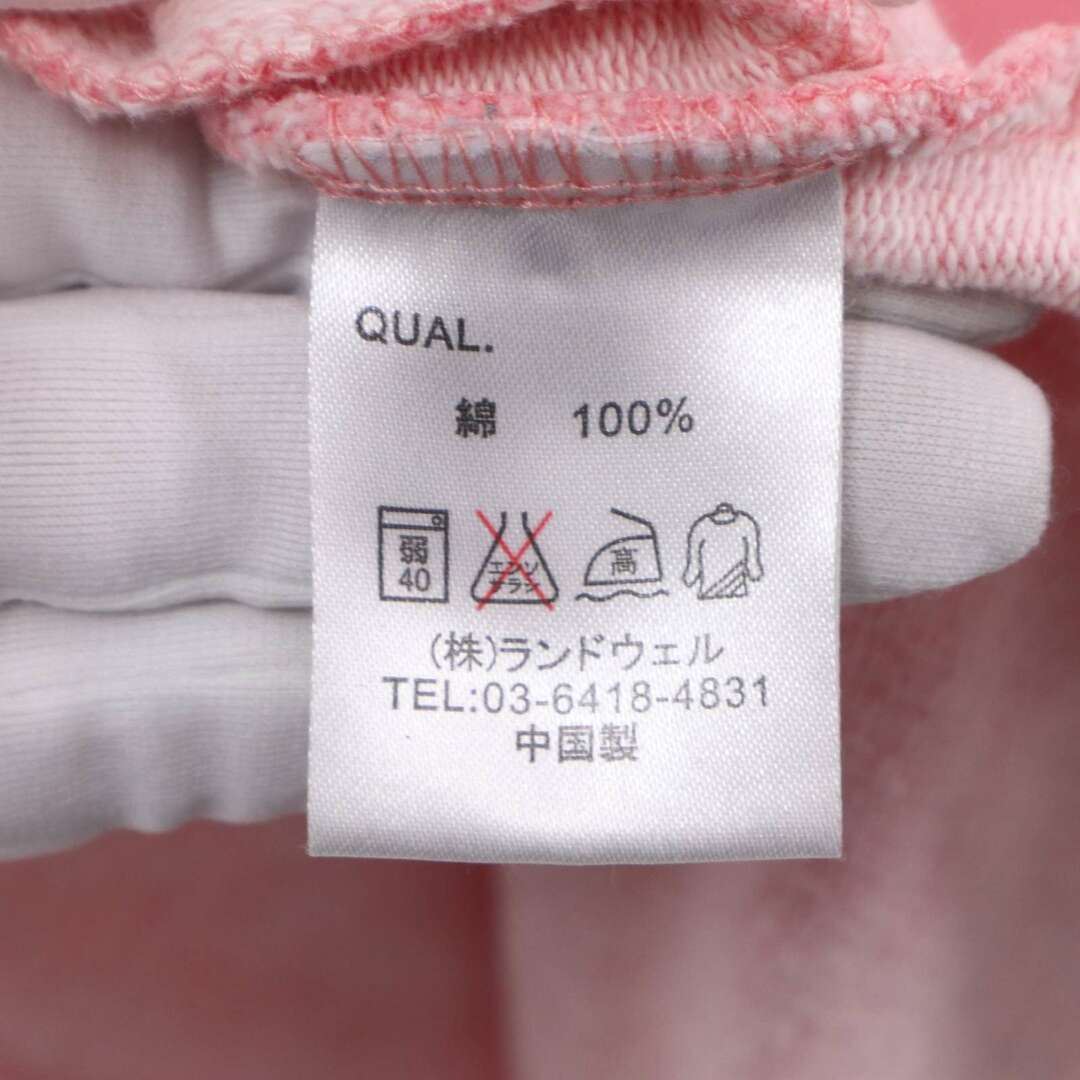 QUAL.
綿 100%
弱 エンソ 高
40 サラシ
(株)ランドウェル
TEL:03-6418-4831
中国製